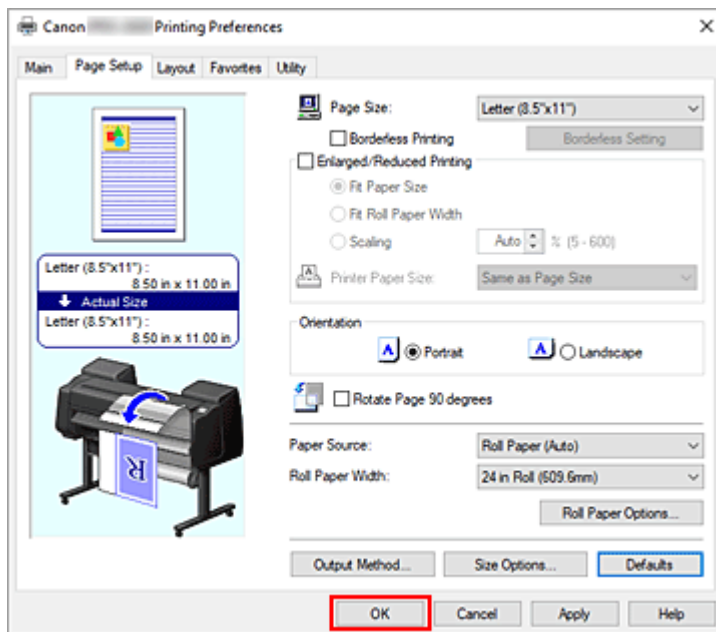 Canon Printing Preferences
Main Page Setup Layout Favorites Utility
Page Size: Letter (8.5"x11")
Borderless Printing Borderless Setting
Enlarged/Reduced Printing
Fit Paper Size
Fit Roll Paper Width
Scaling Auto % (5 - 600)
Printer Paper Size: Same as Page Size
Letter (8.5"x11") :
8.50 in x 11.00 in
Actual Size
Letter (8.5"x11") :
8.50 in x 11.00 in
Orientation
A Portrait A Landscape
Rotate Page 90 degrees
R
Paper Source: Roll Paper (Auto)
Roll Paper Width: 24 in Roll (609.6mm)
Roll Paper Options...
Output Method... Size Options... Defaults
OK Cancel Apply Help